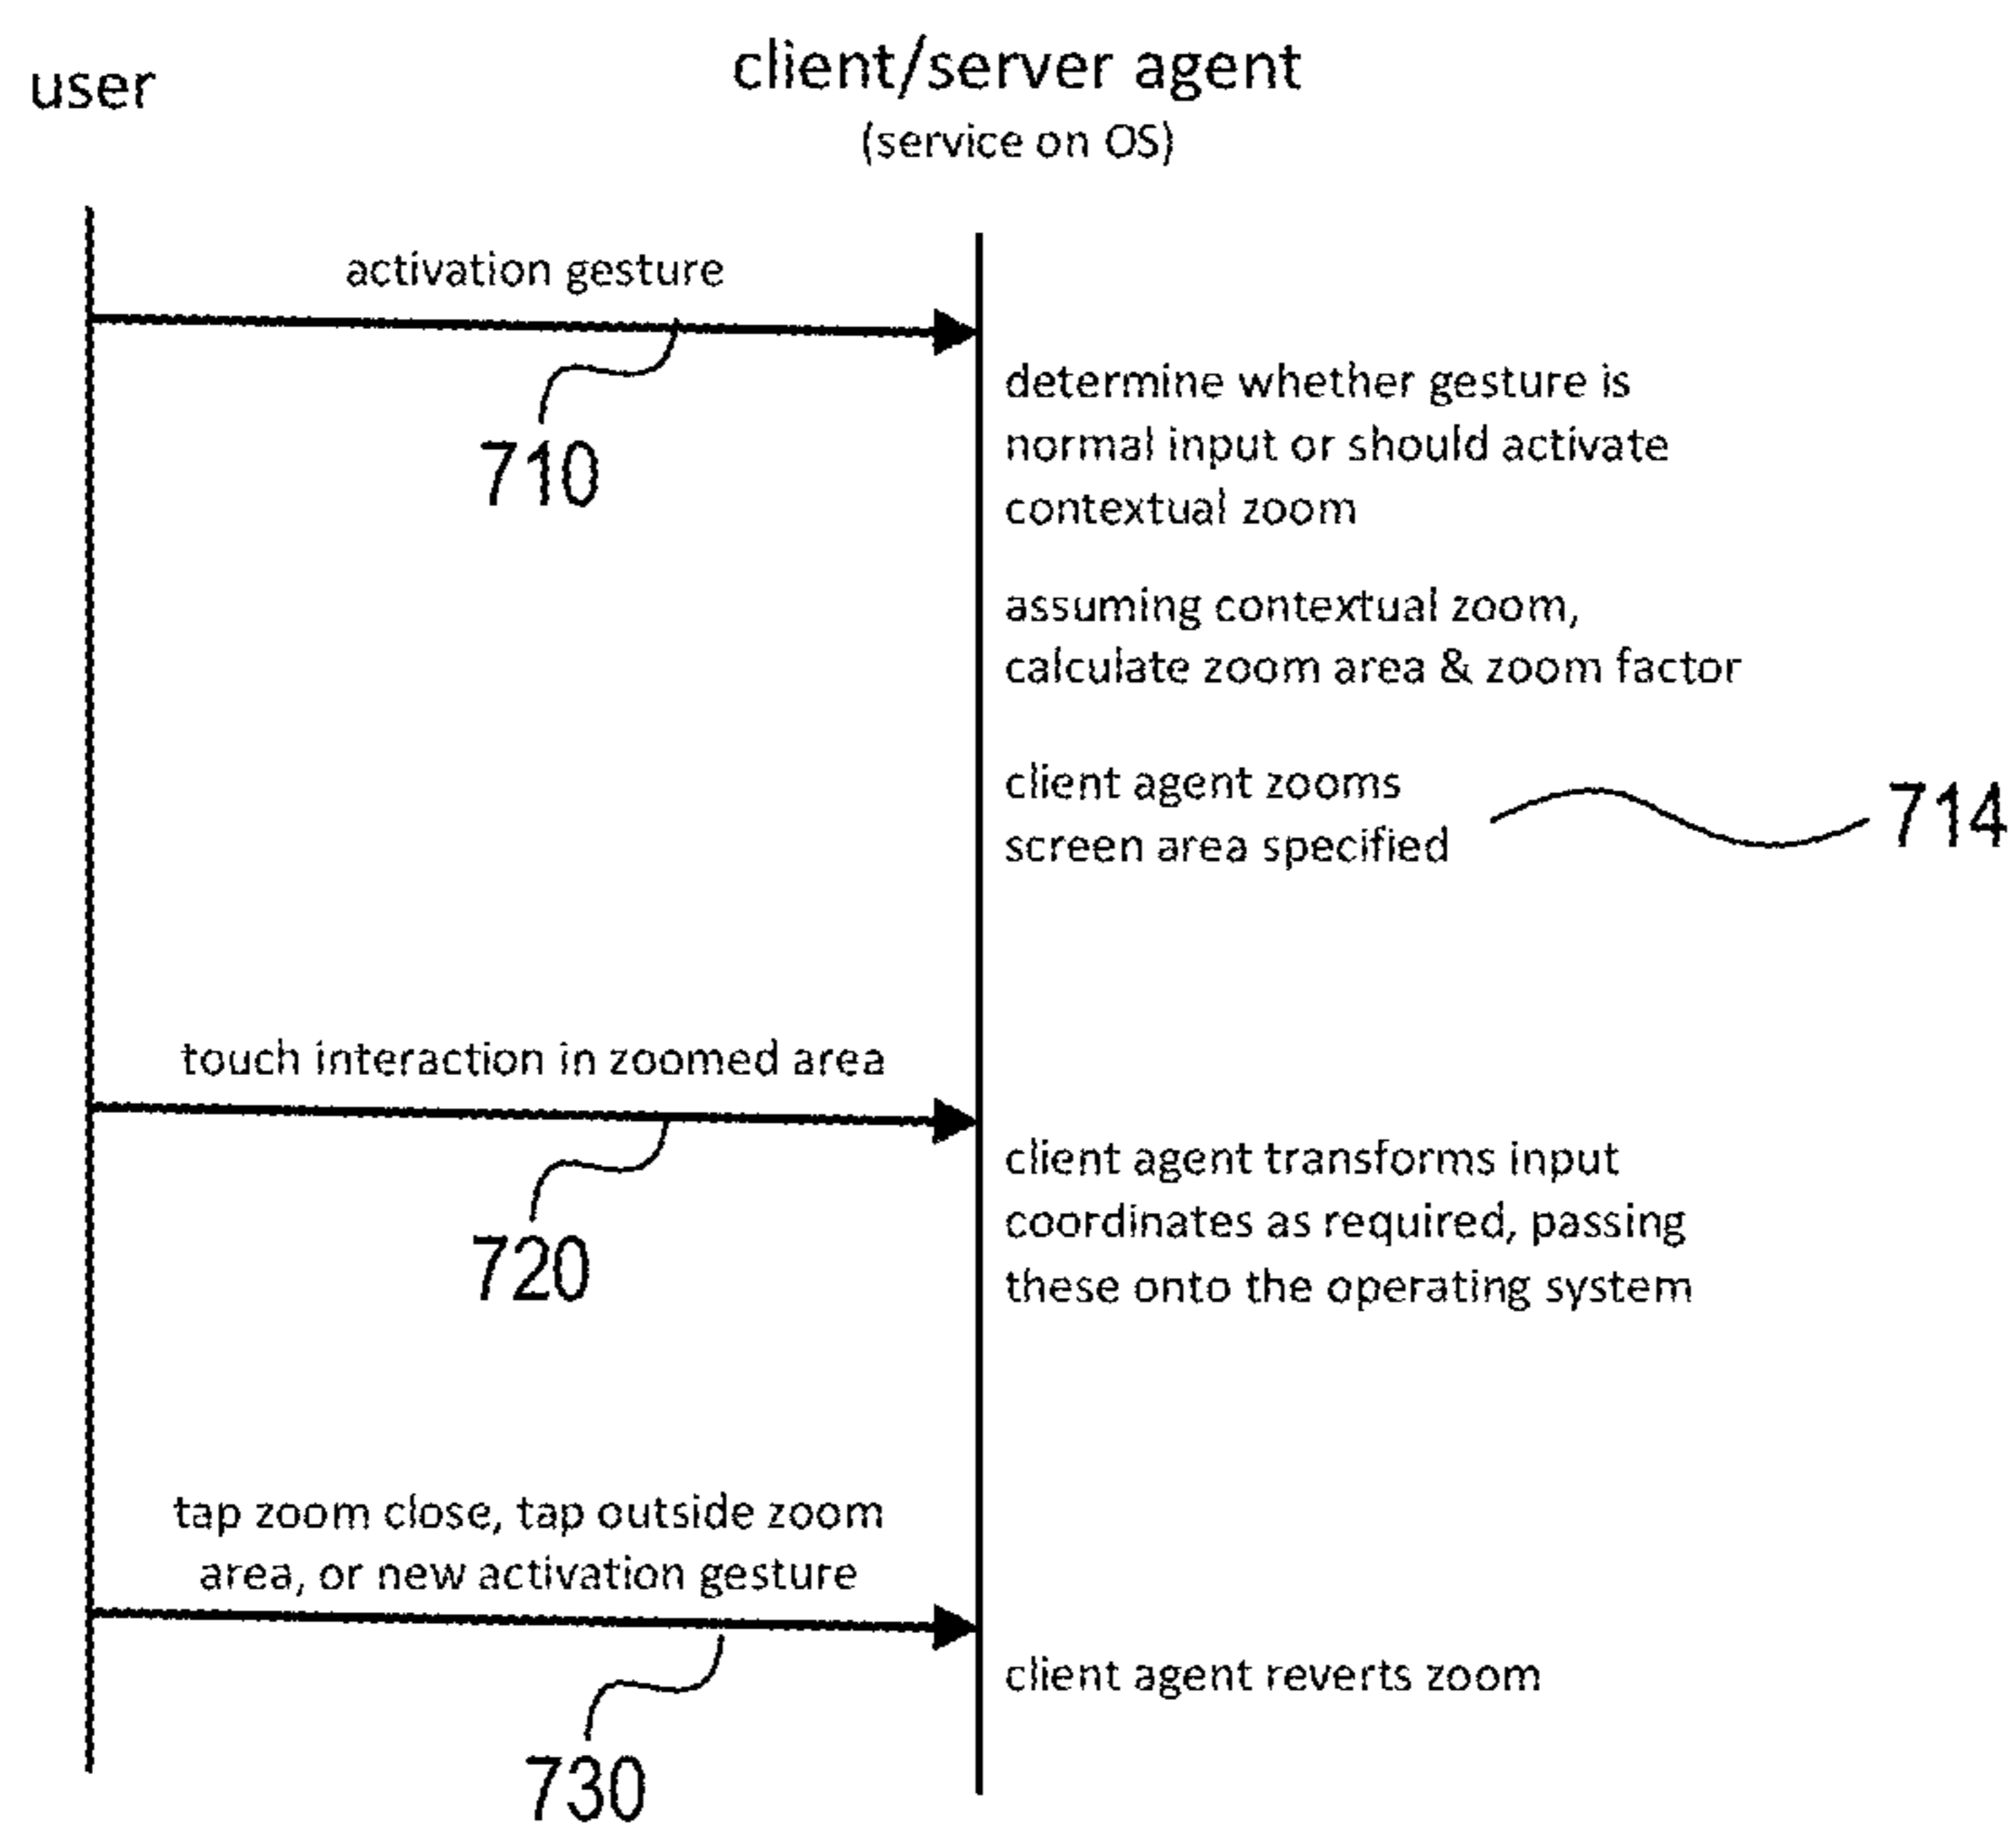 user
client/server agent
(service on OS)
activation gesture
710
determine whether gesture is
normal input or should activate
contextual zoom
assuming contextual zoom,
calculate zoom area & zoom factor
client agent zooms
screen area specified
714
touch interaction in zoomed area
720
client agent transforms input
coordinates as required, passing
these onto the operating system
tap zoom close, tap outside zoom
area, or new activation gesture
730
client agent reverts zoom